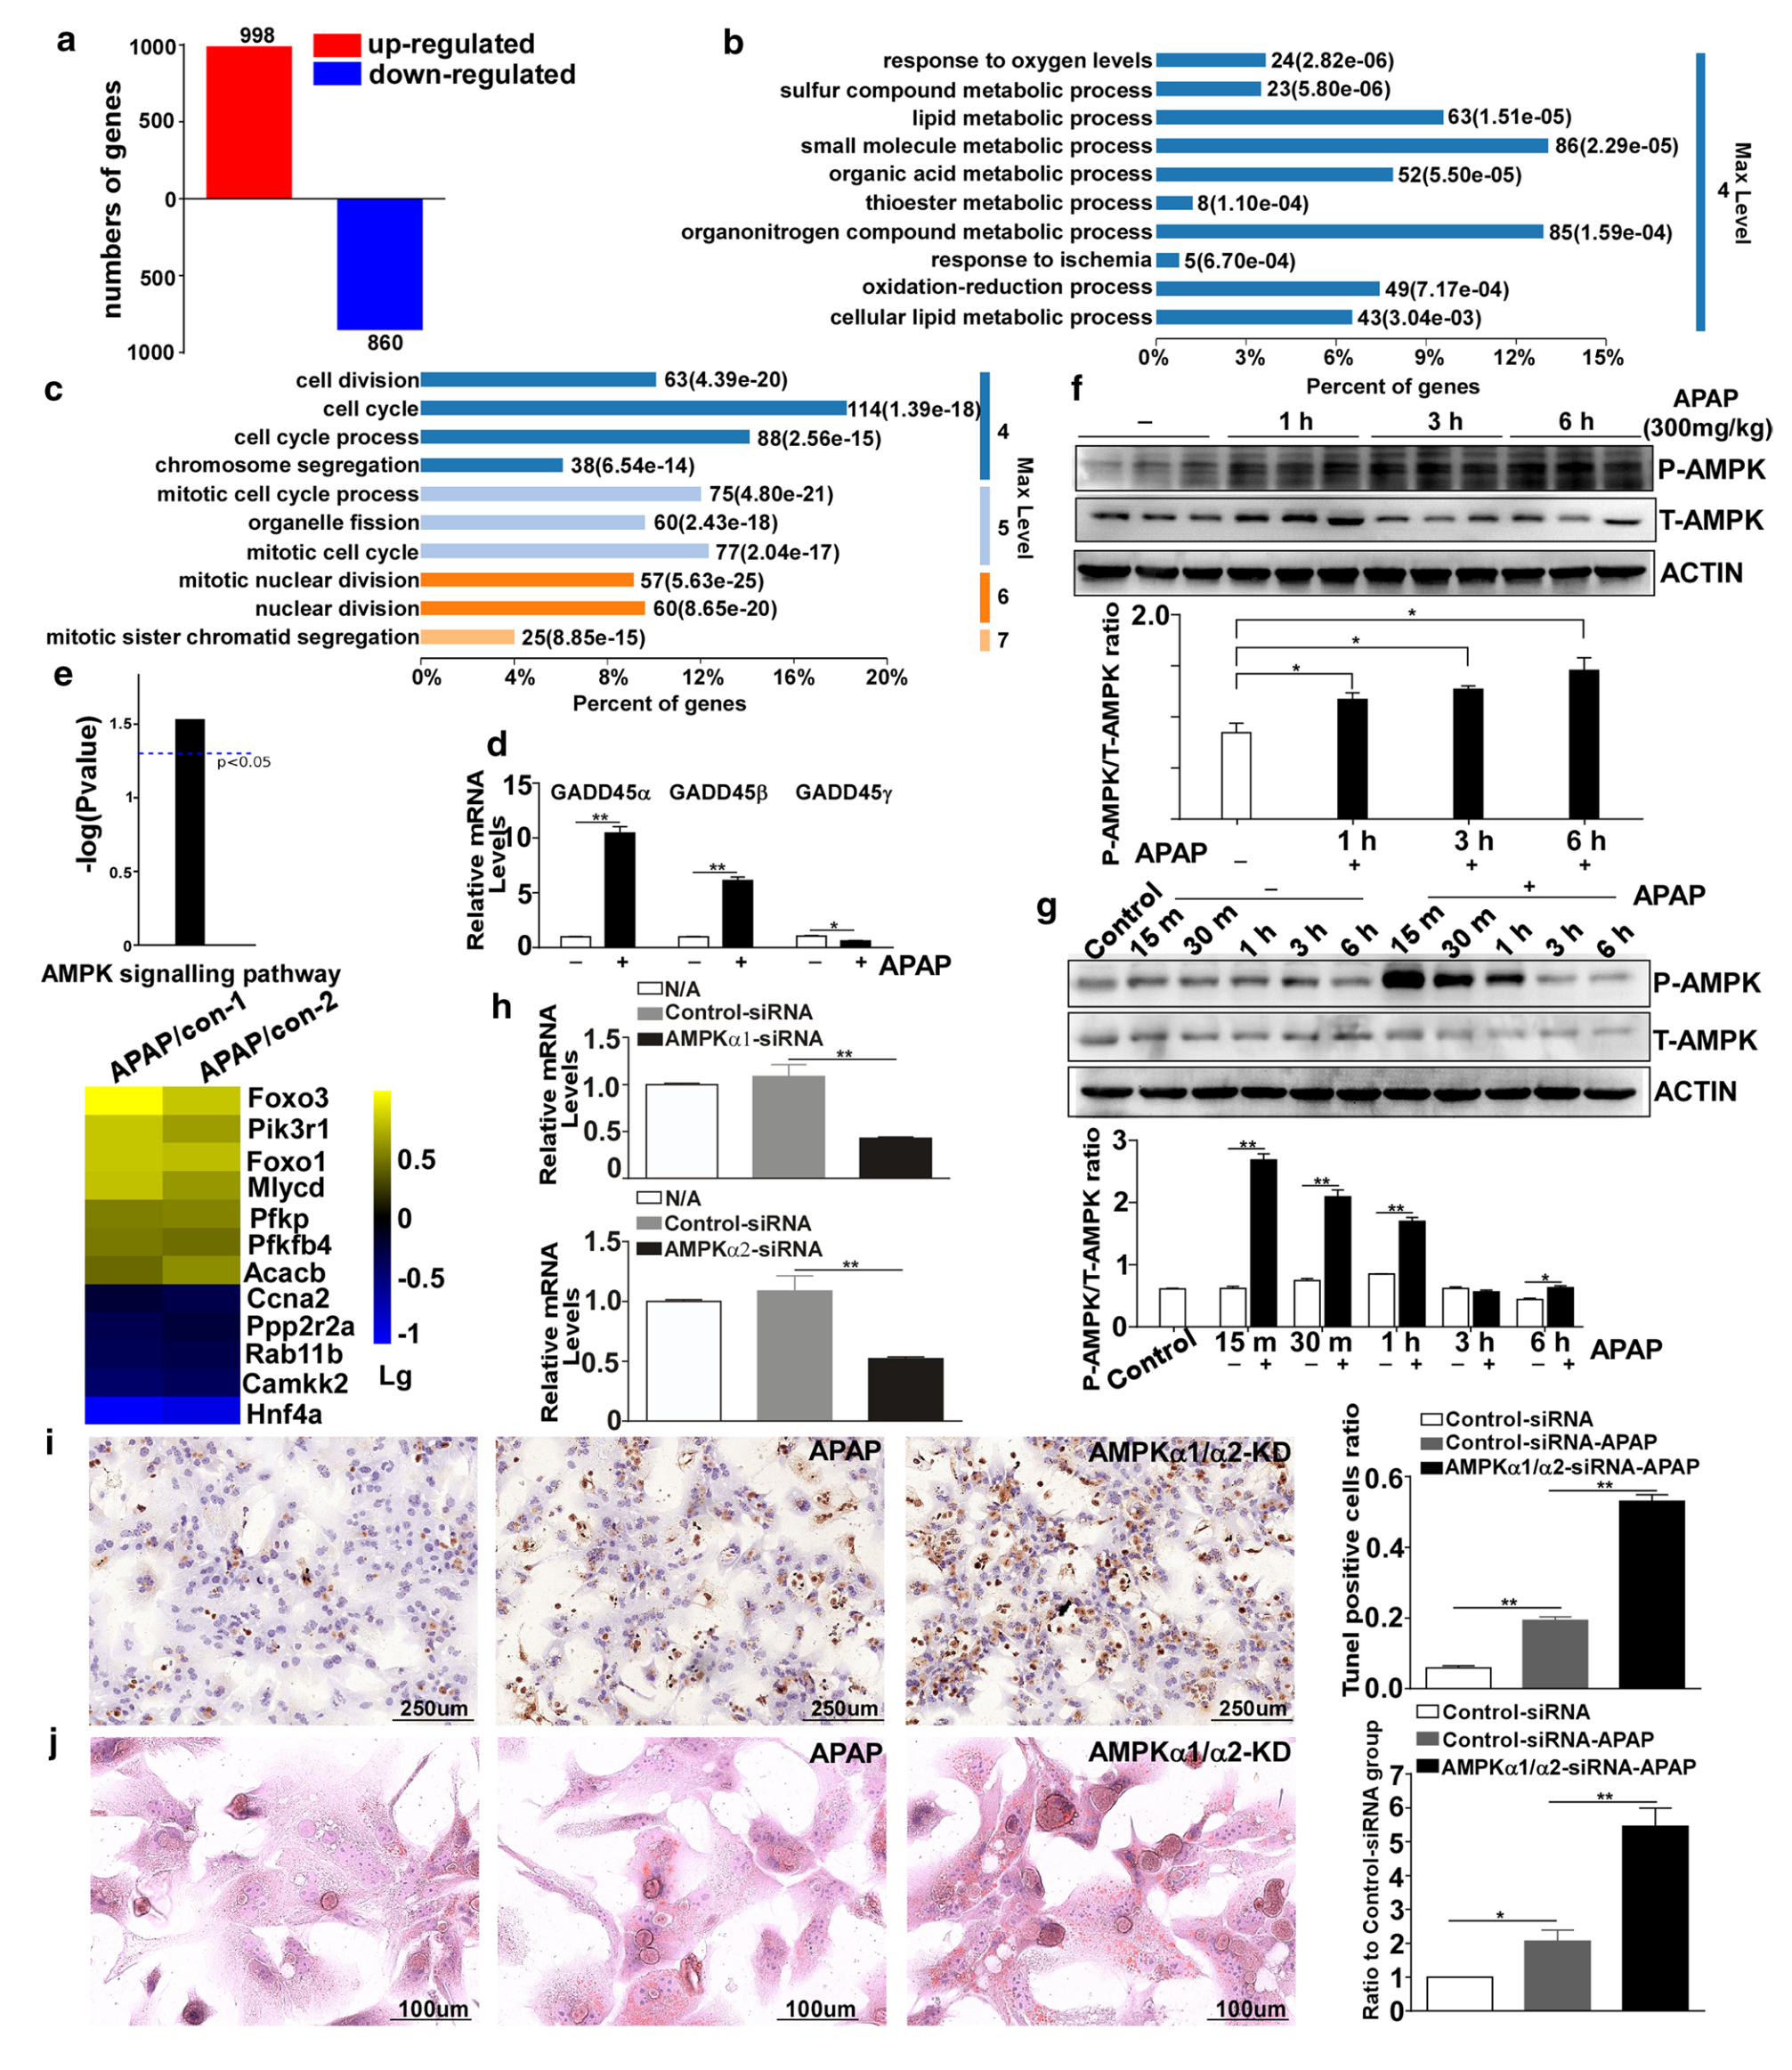 a
998
1000
500
0
500
1000
860
numbers of genes
up-regulated
down-regulated
b
response to oxygen levels 24(2.82e-06)
sulfur compound metabolic process 23(5.80e-06)
lipid metabolic process 63(1.51e-05)
small molecule metabolic process 86(2.29e-05)
organic acid metabolic process 52(5.50e-05)
thioester metabolic process 8(1.10e-04)
organonitrogen compound metabolic process 85(1.59e-04)
response to ischemia 5(6.70e-04)
oxidation-reduction process 49(7.17e-04)
cellular lipid metabolic process 43(3.04e-03)
0% 3% 6% 9% 12% 15%
Percent of genes
4
Max Level
c
cell division 63(4.39e-20)
cell cycle 114(1.39e-18)
cell cycle process 88(2.56e-15)
chromosome segregation 38(6.54e-14)
mitotic cell cycle process 75(4.80e-21)
organelle fission 60(2.43e-18)
mitotic cell cycle 77(2.04e-17)
mitotic nuclear division 57(5.63e-25)
nuclear division 60(8.65e-20)
mitotic sister chromatid segregation 25(8.85e-15)
0% 4% 8% 12% 16% 20%
Percent of genes
4
5
6
7
Max Level
d
Relative mRNA
Levels
15
10
5
0
GADD45α GADD45β GADD45γ
** ** *
– + – + – + APAP
e
-log(Pvalue)
1.5
1
0.5
0
p<0.05
AMPK signalling pathway
APAP/con-1
APAP/con-2
Foxo3
Pik3r1
Foxo1
Mlycd
Pfkp
Pfkfb4
Acacb
Ccna2
Ppp2r2a
Rab11b
Camkk2
Hnf4a
0.5
0
-0.5
-1
Lg
f
– 1 h 3 h 6 h
APAP
(300mg/kg)
P-AMPK
T-AMPK
ACTIN
P-AMPK/T-AMPK ratio
2.0
*
*
*
1 h 3 h 6 h
APAP – + + +
g
– + APAP
Control 15 m 30 m 1 h 3 h 6 h 15 m 30 m 1 h 3 h 6 h
P-AMPK
T-AMPK
ACTIN
P-AMPK/T-AMPK ratio
3
2
1
0
** ** ** *
Control 15 m 30 m 1 h 3 h 6 h
– + – + – + – + – + APAP
h
N/A
Control-siRNA
AMPKα1-siRNA
Relative mRNA
Levels
1.5
1.0
0.5
0
**
N/A
Control-siRNA
AMPKα2-siRNA
Relative mRNA
Levels
1.5
1.0
0.5
0
**
i
APAP
AMPKα1/α2-KD
250um
250um
250um
Control-siRNA
Control-siRNA-APAP
AMPKα1/α2-siRNA-APAP
Tunel positive cells ratio
0.6
0.4
0.2
0.0
**
**
j
APAP
AMPKα1/α2-KD
100um
100um
100um
Control-siRNA
Control-siRNA-APAP
AMPKα1/α2-siRNA-APAP
Ratio to Control-siRNA group
7
6
5
4
3
2
1
0
*
**